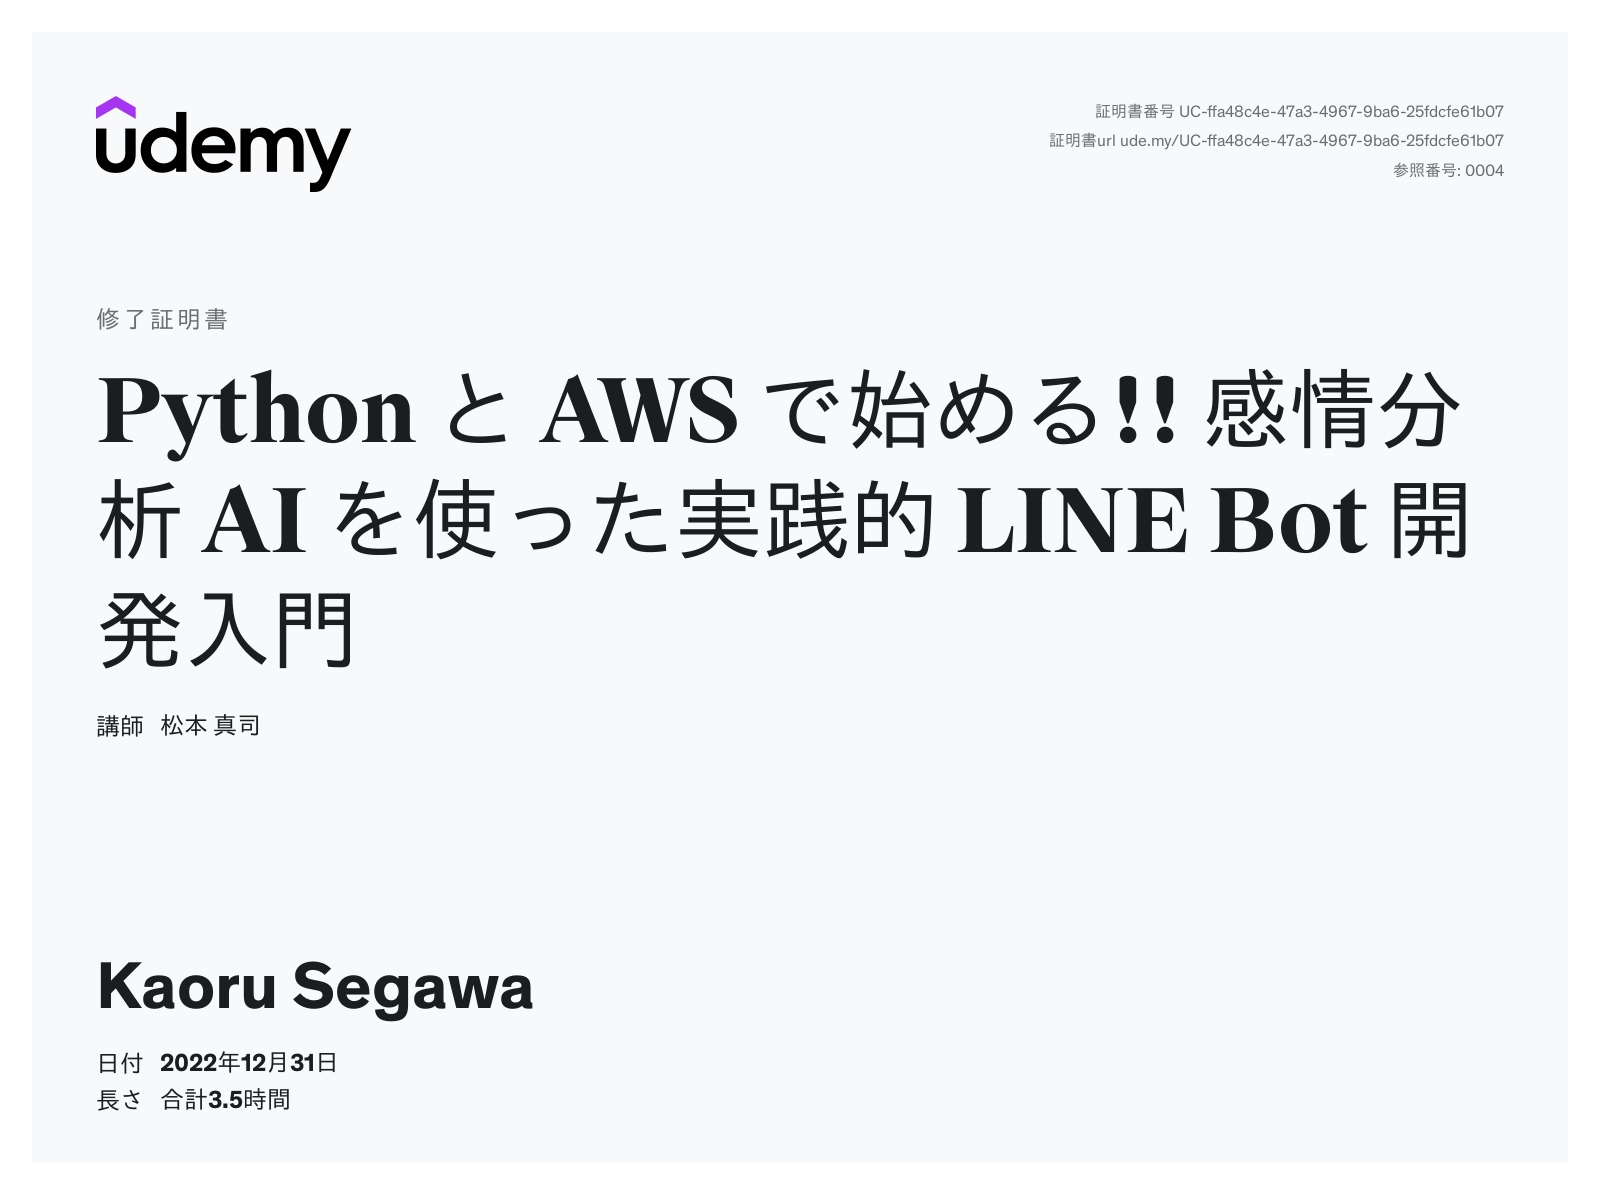 udemy
証明書番号 UC-ffa48c4e-47a3-4967-9ba6-25fdcfe61b07
証明書url ude.my/UC-ffa48c4e-47a3-4967-9ba6-25fdcfe61b07
参照番号: 0004
修了証明書
Python と AWS で始める!! 感情分
析 AI を使った実践的 LINE Bot 開
発入門
講師 松本 真司
Kaoru Segawa
日付 2022年12月31日
長さ 合計3.5時間